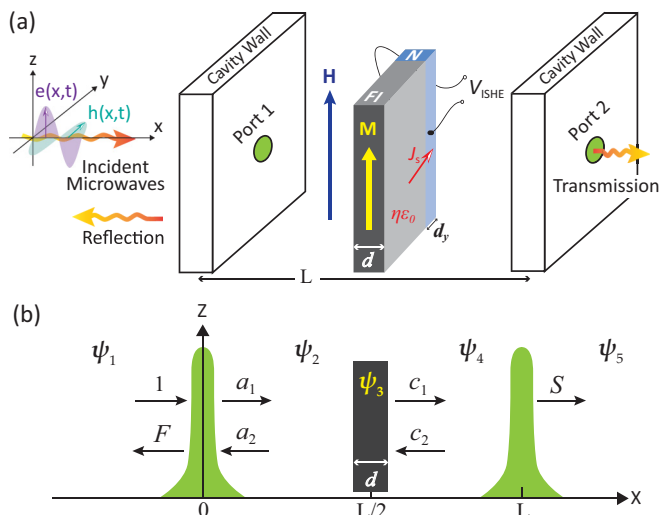 (a)
z
y
x
e(x,t)
h(x,t)
Incident
Microwaves
Reflection
Cavity Wall
Port 1
H
FI
N
M
V_ISHE
J_s
ηε_0
d
d_y
L
Cavity Wall
Port 2
Transmission
(b)
z
ψ_1
ψ_2
ψ_3
ψ_4
ψ_5
1
a_1
c_1
S
F
a_2
c_2
d
0
L/2
L
x